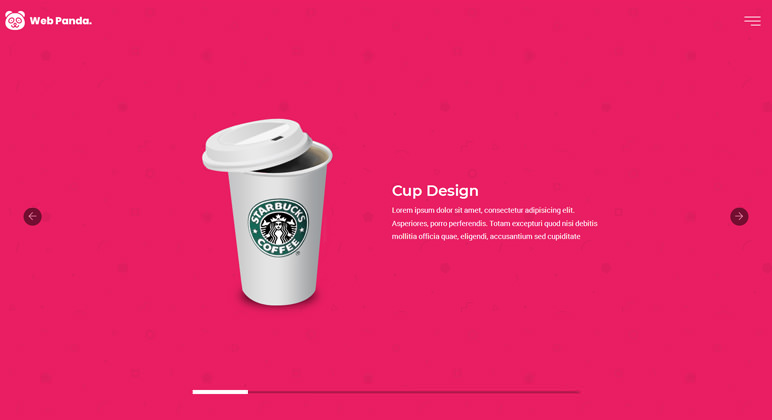 Web Panda.
STARBUCKS
COFFEE
Cup Design
Lorem ipsum dolor sit amet, consectetur adipisicing elit.
Asperiores, porro perferendis. Totam excepturi quod nisi debitis
mollitia officia quae, eligendi, accusantium sed cupiditate